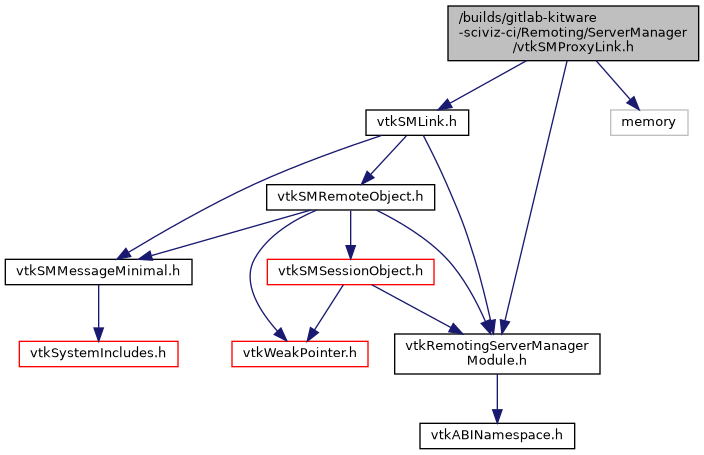 /builds/gitlab-kitware
-sciviz-ci/Remoting/ServerManager
/vtkSMProxyLink.h
vtkSMLink.h
memory
vtkSMRemoteObject.h
vtkSMMessageMinimal.h
vtkSMSessionObject.h
vtkSystemIncludes.h
vtkWeakPointer.h
vtkRemotingServerManager
Module.h
vtkABINamespace.h